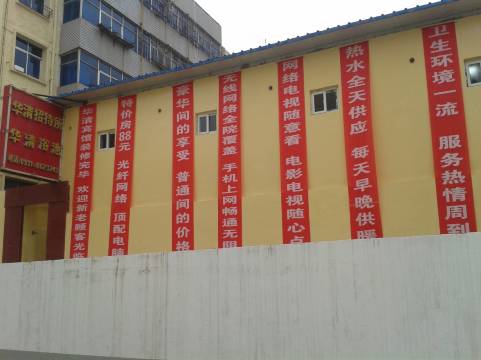 华清招待所
华清浴池
华清宾馆装修完毕 欢迎新老顾客光临
特价房88元 光纤网络 顶配电脑
豪华间的享受 普通间的价格
无线网络全院覆盖 手机上网畅通无阻
网络电视随意看 电影电视随心点
热水全天供应 每天早晚供暖
卫生环境一流 服务热情周到